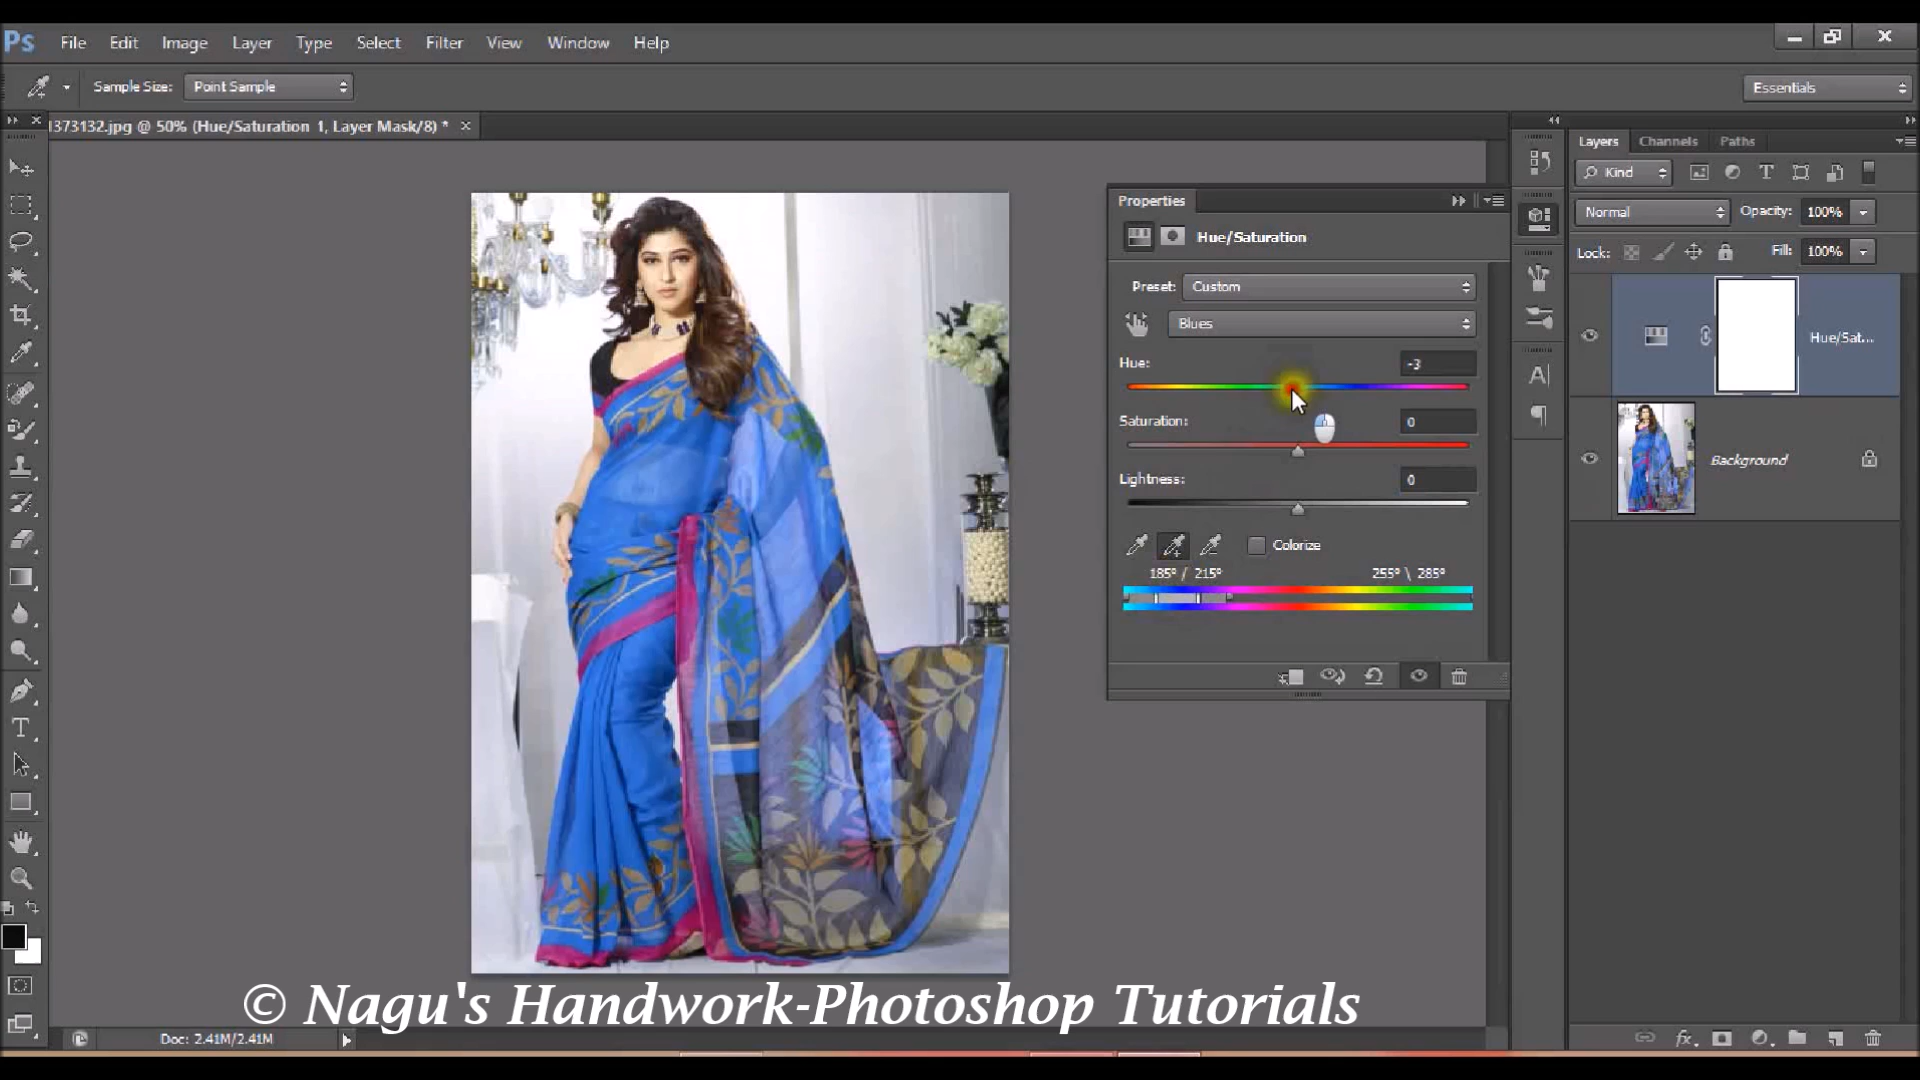 Ps File Edit Image Layer Type Select Filter View Window Help
Sample Size: Point Sample Essentials
1373132.jpg @ 50% (Hue/Saturation 1, Layer Mask/8) *
Layers Channels Paths
Kind
Normal Opacity: 100%
Lock: Fill: 100%
Hue/Sat...
Background
Properties
Hue/Saturation
Preset: Custom
Blues
Hue: -3
Saturation: 0
Lightness: 0
Colorize
185° / 215° 255° \ 285°
© Nagu's Handwork-Photoshop Tutorials
Doc: 2.41M/2.41M